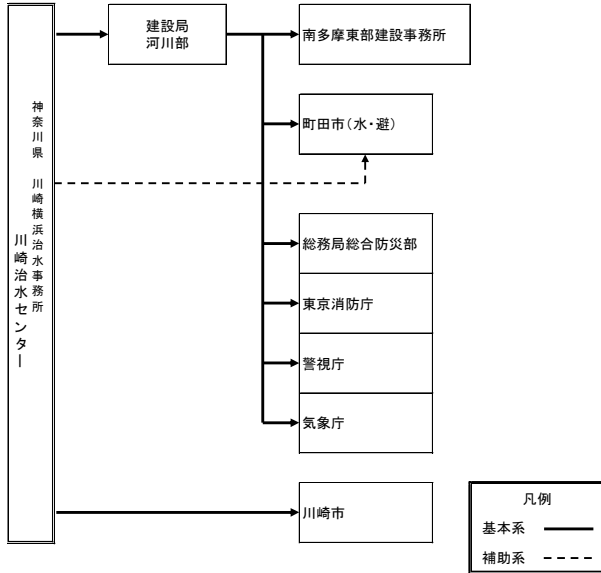 神奈川県 川崎横浜治水事務所
川崎治水センター
建設局
河川部
南多摩東部建設事務所
町田市(水・避)
総務局総合防災部
東京消防庁
警視庁
気象庁
川崎市
凡例
基本系
補助系